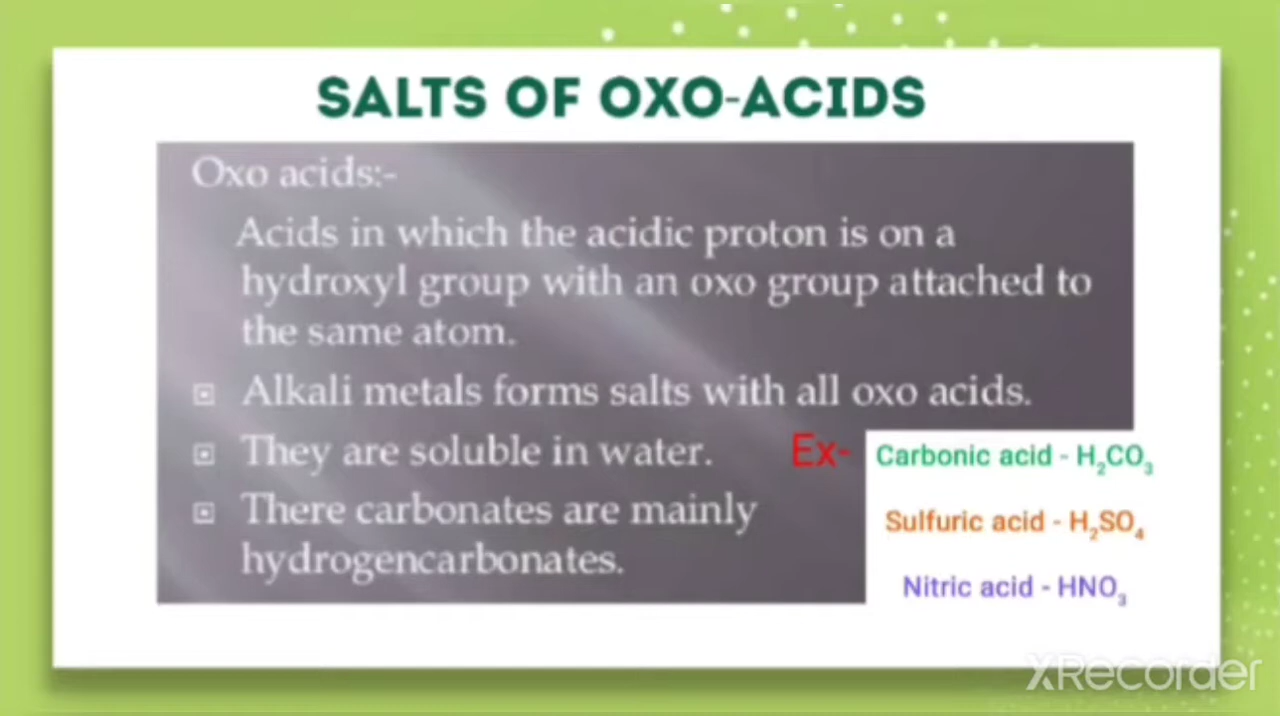 SALTS OF OXO-ACIDS
Oxo acids:-
Acids in which the acidic proton is on a
hydroxyl group with an oxo group attached to
the same atom.
Alkali metals forms salts with all oxo acids.
They are soluble in water.
There carbonates are mainly
hydrogencarbonates.
Ex- Carbonic acid - H₂CO₃
Sulfuric acid - H₂SO₄
Nitric acid - HNO₃
XRecorder